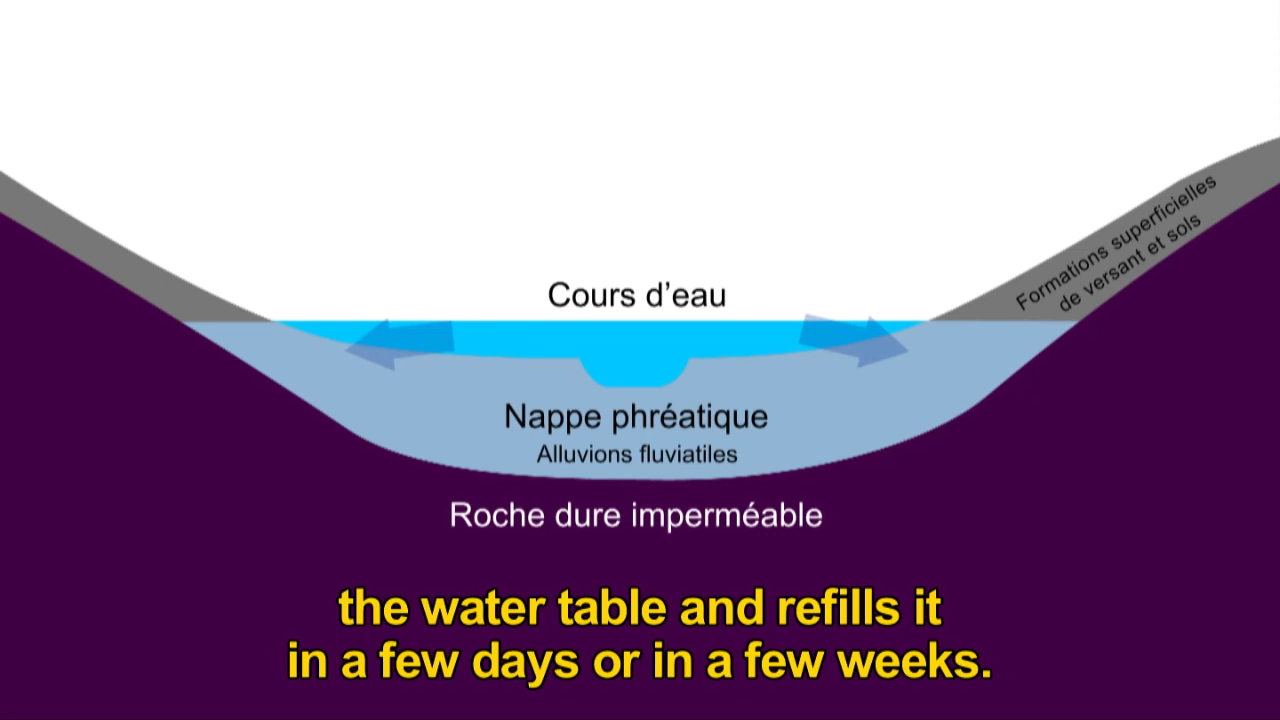 Formations superficielles
de versant et sols
Cours d’eau
Nappe phréatique
Alluvions fluviatiles
Roche dure imperméable
the water table and refills it
in a few days or in a few weeks.